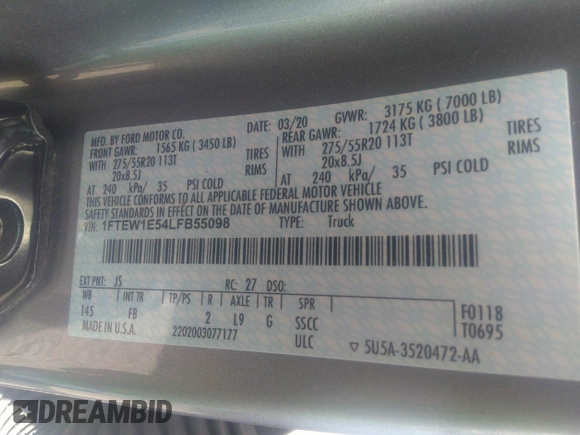 MFD. BY FORD MOTOR CO.
DATE: 03/20 GVWR: 3175 KG ( 7000 LB)
FRONT GAWR: 1565 KG ( 3450 LB) REAR GAWR: 1724 KG ( 3800 LB)
WITH 275/55R20 113T TIRES WITH 275/55R20 113T TIRES
20x8.5J RIMS 20x8.5J RIMS
AT 240 kPa/ 35 PSI COLD AT 240 kPa/ 35 PSI COLD
THIS VEHICLE CONFORMS TO ALL APPLICABLE FEDERAL MOTOR VEHICLE
SAFETY STANDARDS IN EFFECT ON THE DATE OF MANUFACTURE SHOWN ABOVE.
VIN: 1FTEW1E54LFB55098 TYPE: Truck
EXT PNT: JS RC: 27 DSO:
WB INT TR TP/PS R AXLE TR SPR
145 FB 2 L9 G SSCC
F0118
T0695
MADE IN U.S.A. 2202003077177 ULC ▽ 5U5A-3520472-AA
DREAMBID